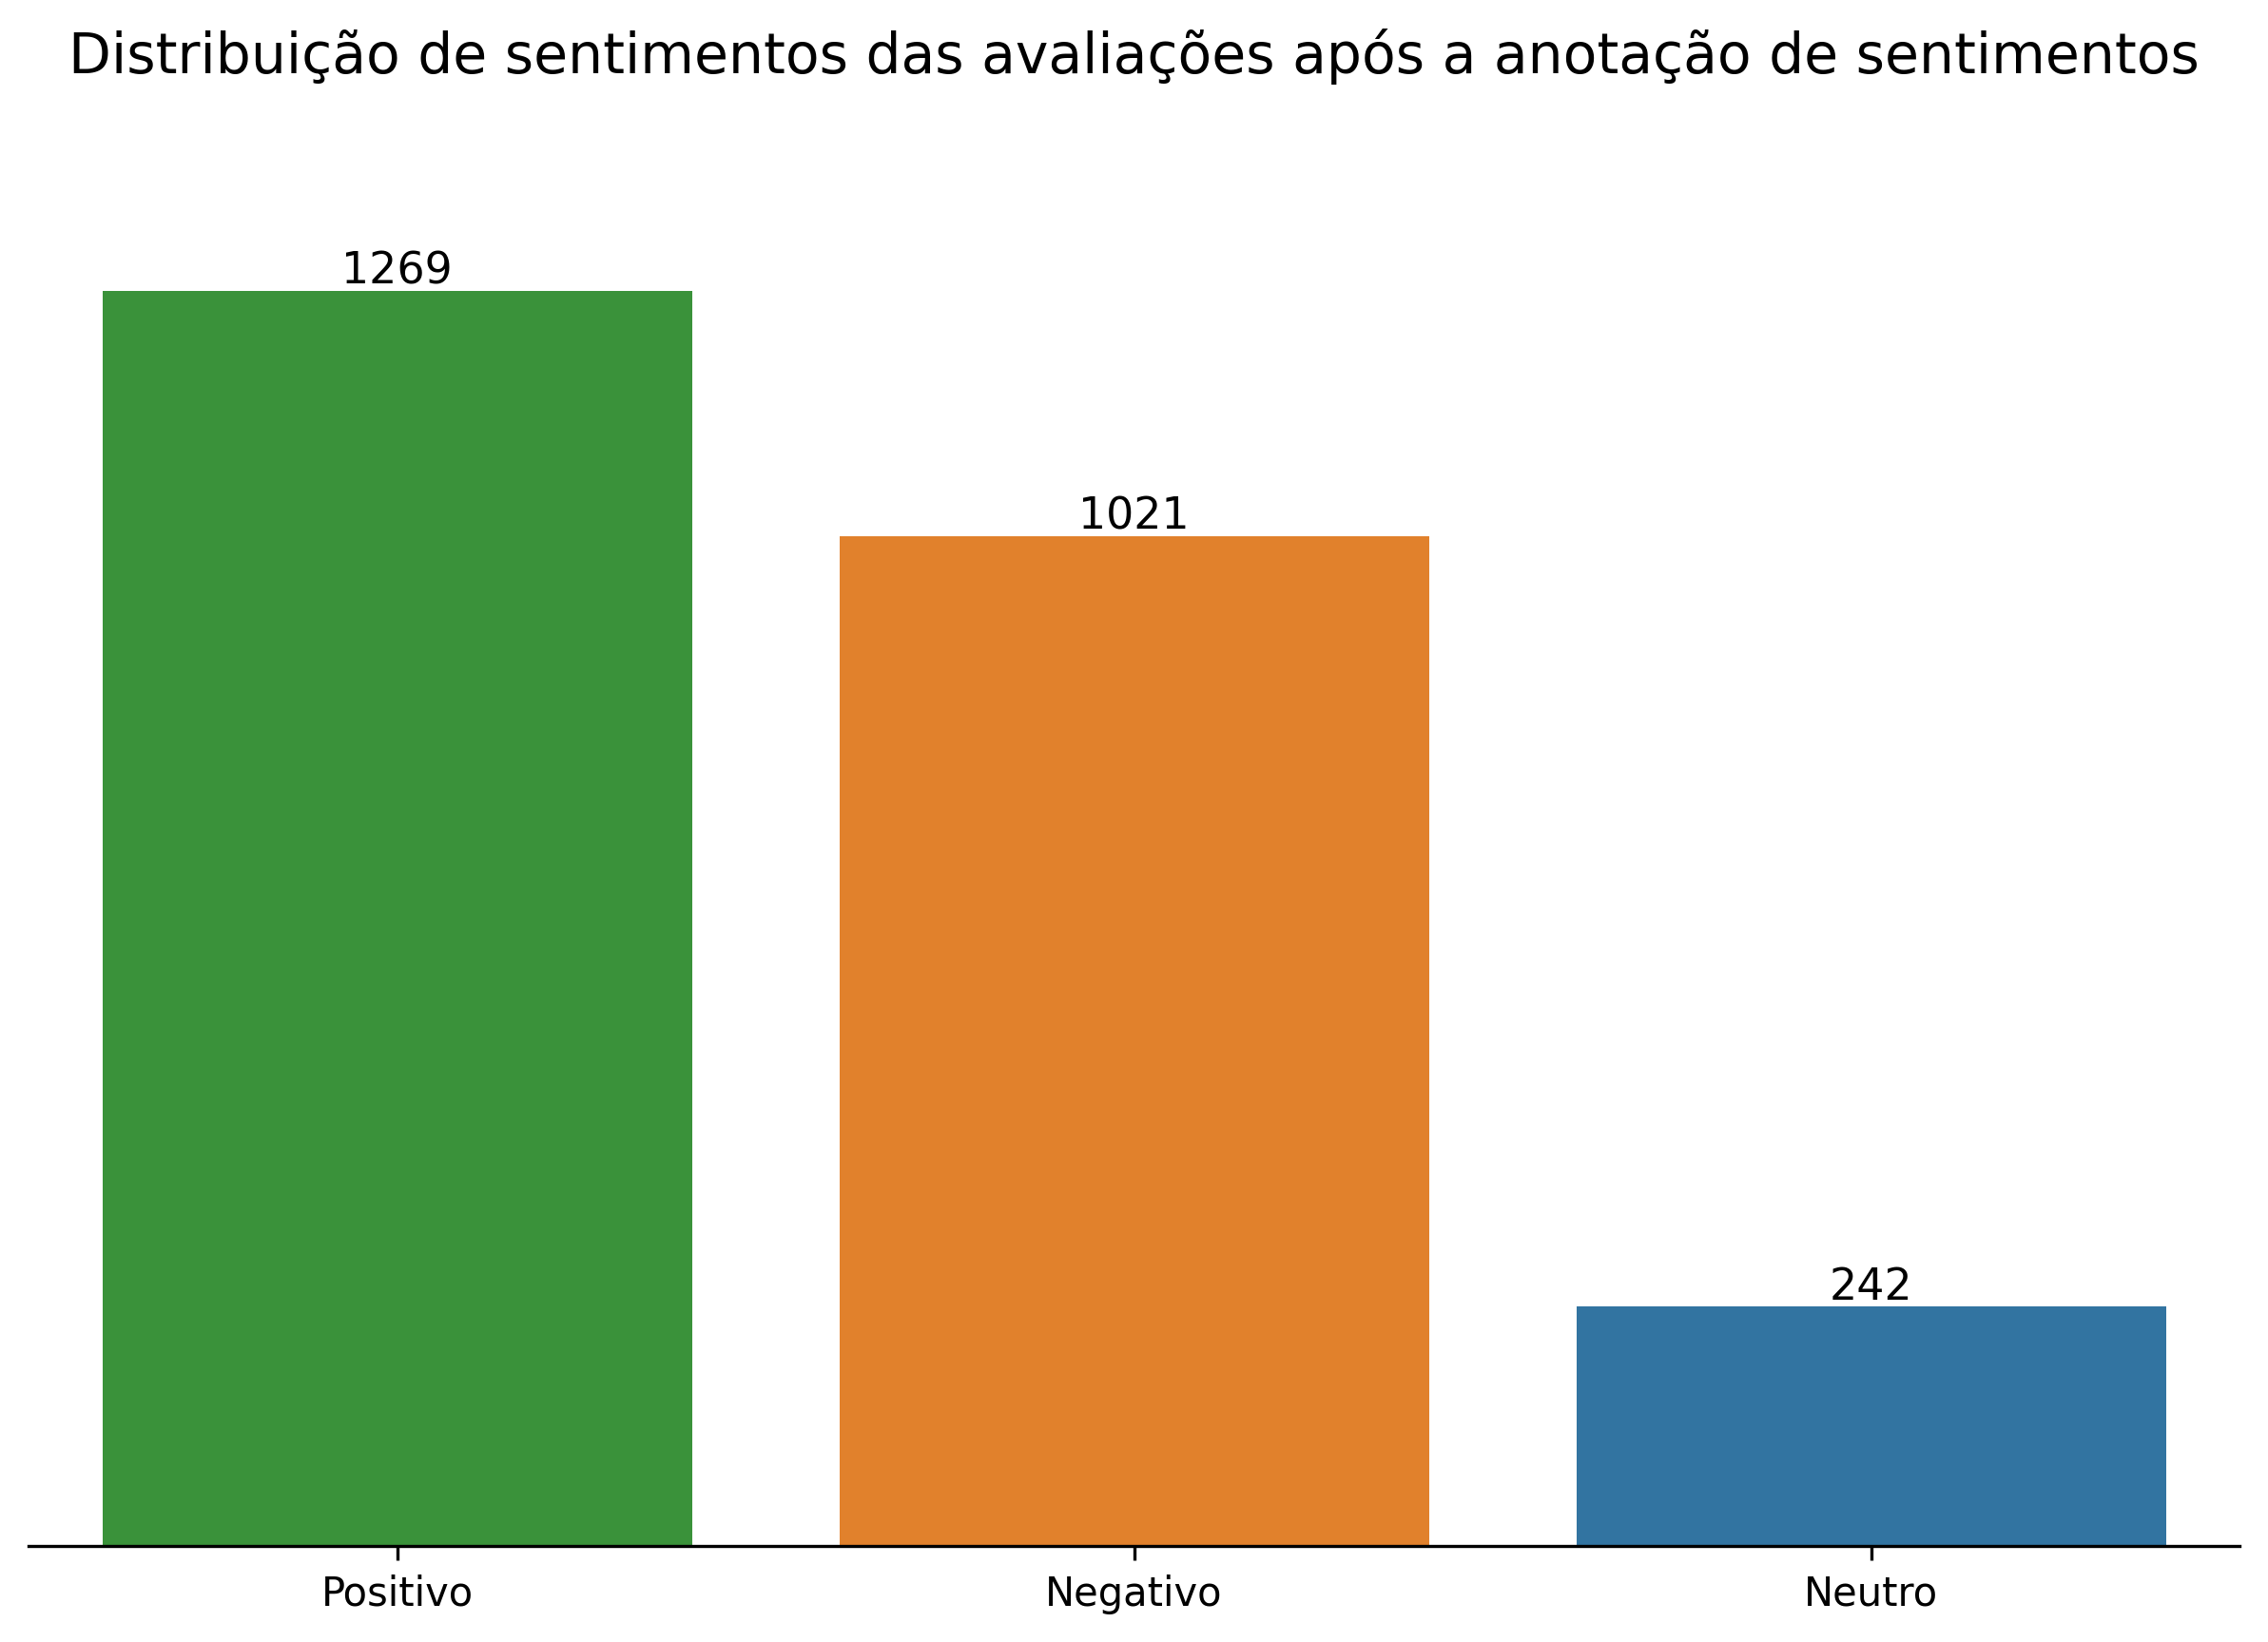 Distribuição de sentimentos das avaliações após a anotação de sentimentos
1269
1021
242
Positivo
Negativo
Neutro